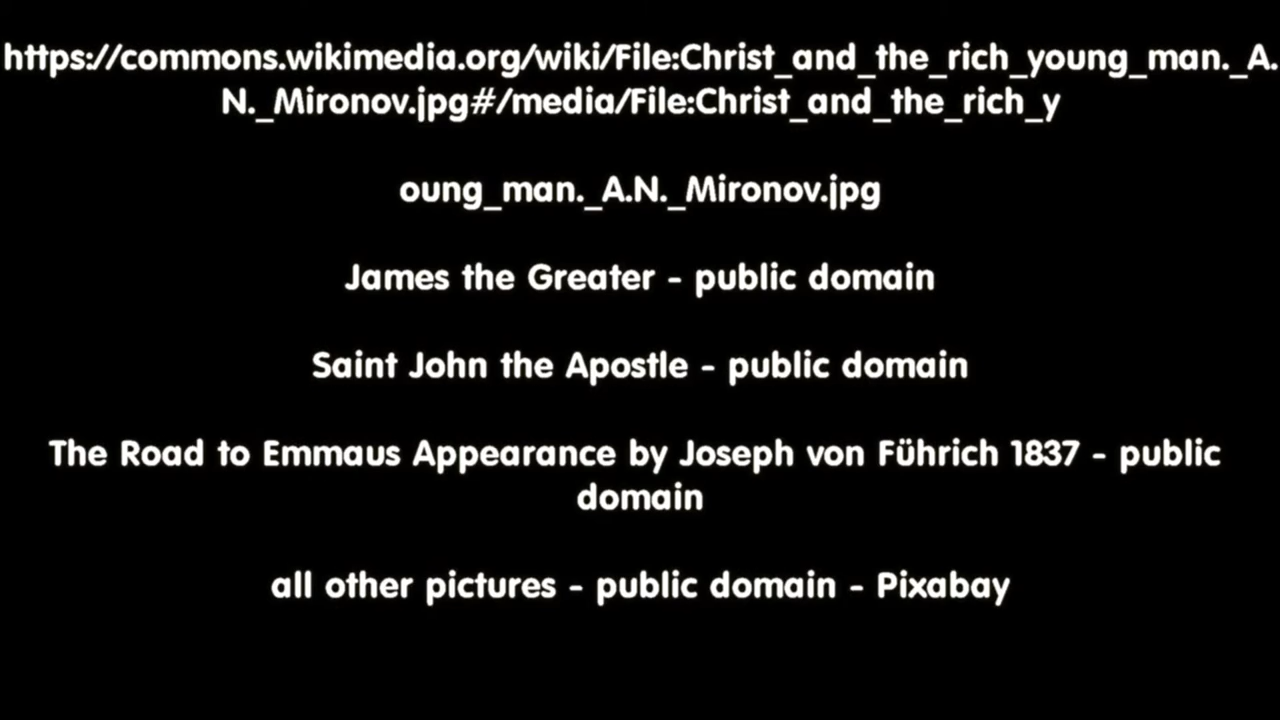 https://commons.wikimedia.org/wiki/File:Christ_and_the_rich_young_man._A.
N._Mironov.jpg#/media/File:Christ_and_the_rich_y
oung_man._A.N._Mironov.jpg
James the Greater - public domain
Saint John the Apostle - public domain
The Road to Emmaus Appearance by Joseph von Führich 1837 - public
domain
all other pictures - public domain - Pixabay